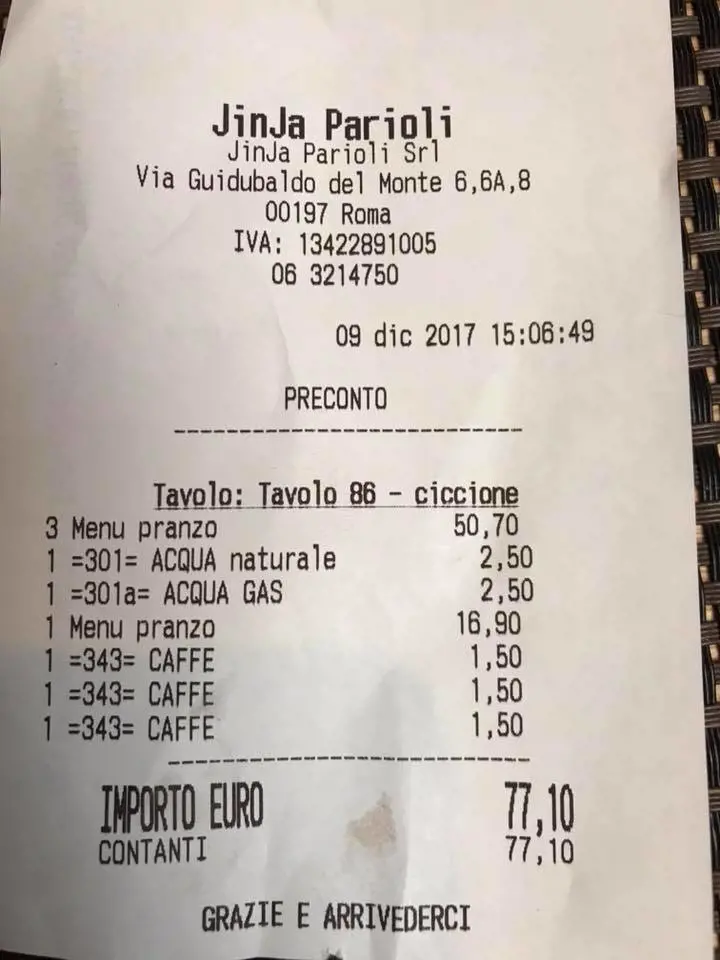 JinJa Parioli
JinJa Parioli Srl
Via Guidubaldo del Monte 6,6A,8
00197 Roma
IVA: 13422891005
06 3214750
09 dic 2017 15:06:49
PRECONTO
--------------------------------
Tavolo: Tavolo 86 - ciccione
3 Menu pranzo 50,70
1 =301= ACQUA naturale 2,50
1 =301a= ACQUA GAS 2,50
1 Menu pranzo 16,90
1 =343= CAFFE 1,50
1 =343= CAFFE 1,50
1 =343= CAFFE 1,50
--------------------------------
IMPORTO EURO 77,10
CONTANTI 77,10
GRAZIE E ARRIVEDERCI